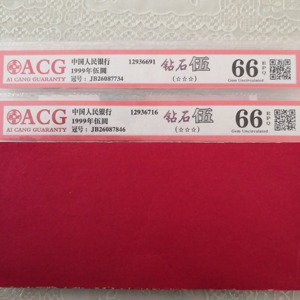 ACG
AI CANG GUARANTY
中国人民银行 12936691
1999年伍圆
冠号：JB26087734
钻石伍
(☆☆☆)
66 EPQ
Gem Uncirculated
ACG
AI CANG GUARANTY
中国人民银行 12936716
1999年伍圆
冠号：JB26087846
钻石伍
(☆☆☆)
66 EPQ
Gem Uncirculated